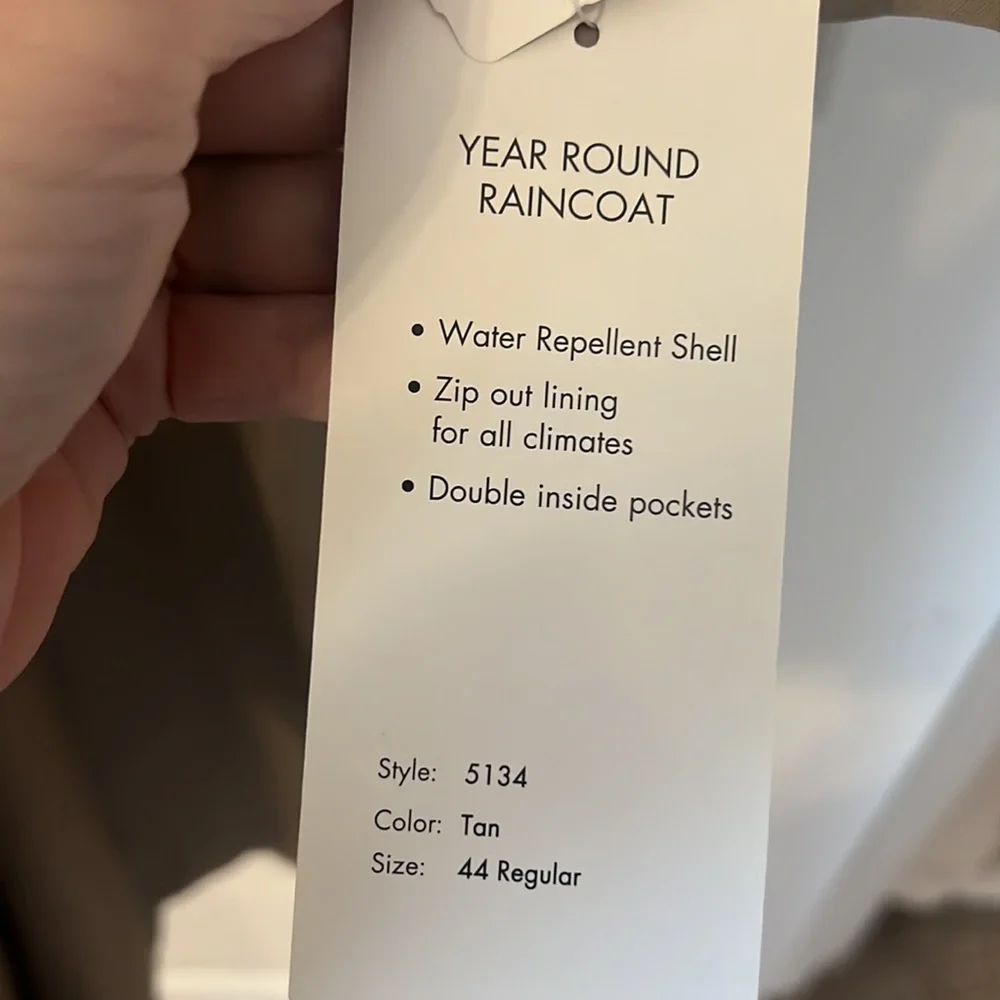 YEAR ROUND
RAINCOAT
• Water Repellent Shell
• Zip out lining
for all climates
• Double inside pockets
Style: 5134
Color: Tan
Size: 44 Regular